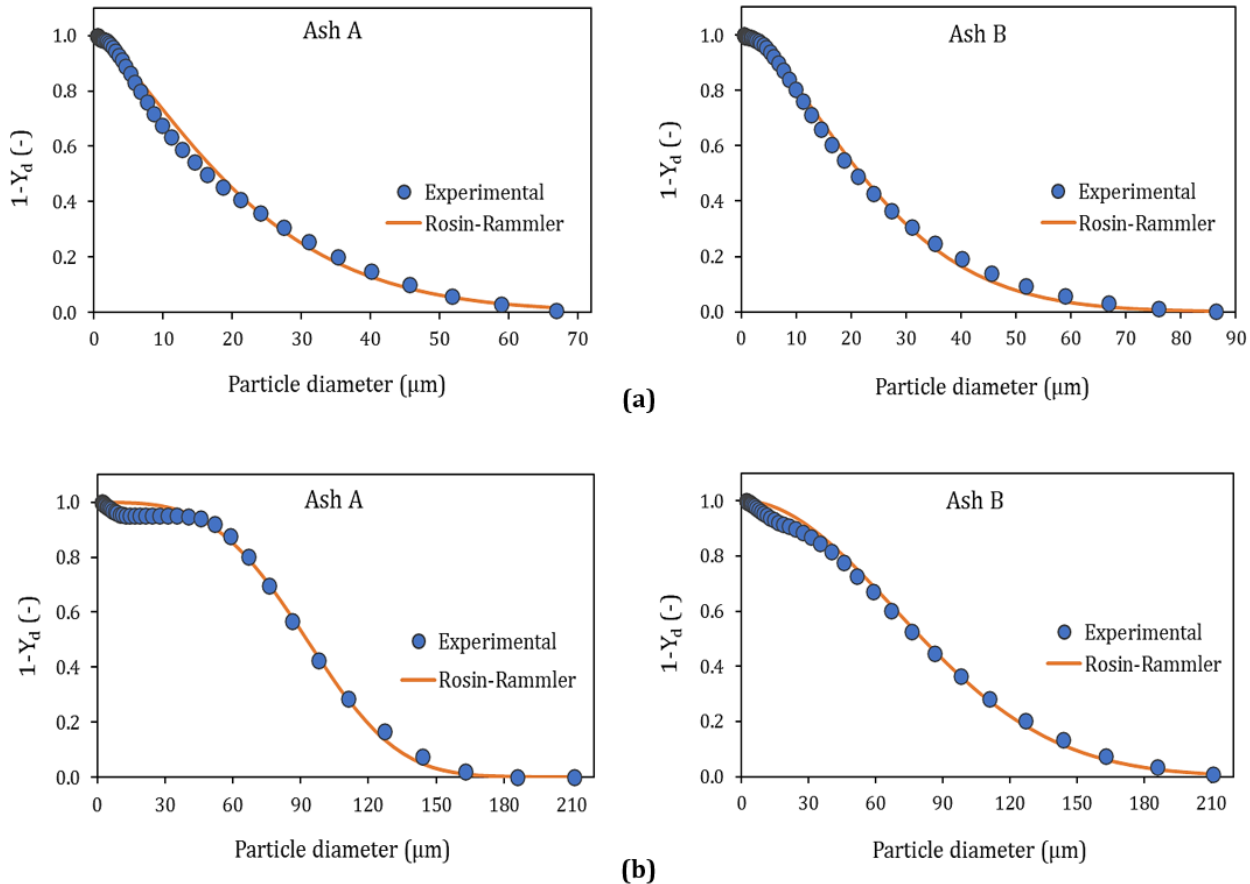 Ash A
1-Yd (-)
1.0
0.8
0.6
0.4
0.2
0.0
Experimental
Rosin-Rammler
0 10 20 30 40 50 60 70
Particle diameter (μm)
Ash B
1-Yd (-)
1.0
0.8
0.6
0.4
0.2
0.0
Experimental
Rosin-Rammler
0 10 20 30 40 50 60 70 80 90
Particle diameter (μm)
(a)
Ash A
1-Yd (-)
1.0
0.8
0.6
0.4
0.2
0.0
Experimental
Rosin-Rammler
0 30 60 90 120 150 180 210
Particle diameter (μm)
Ash B
1-Yd (-)
1.0
0.8
0.6
0.4
0.2
0.0
Experimental
Rosin-Rammler
0 30 60 90 120 150 180 210
Particle diameter (μm)
(b)